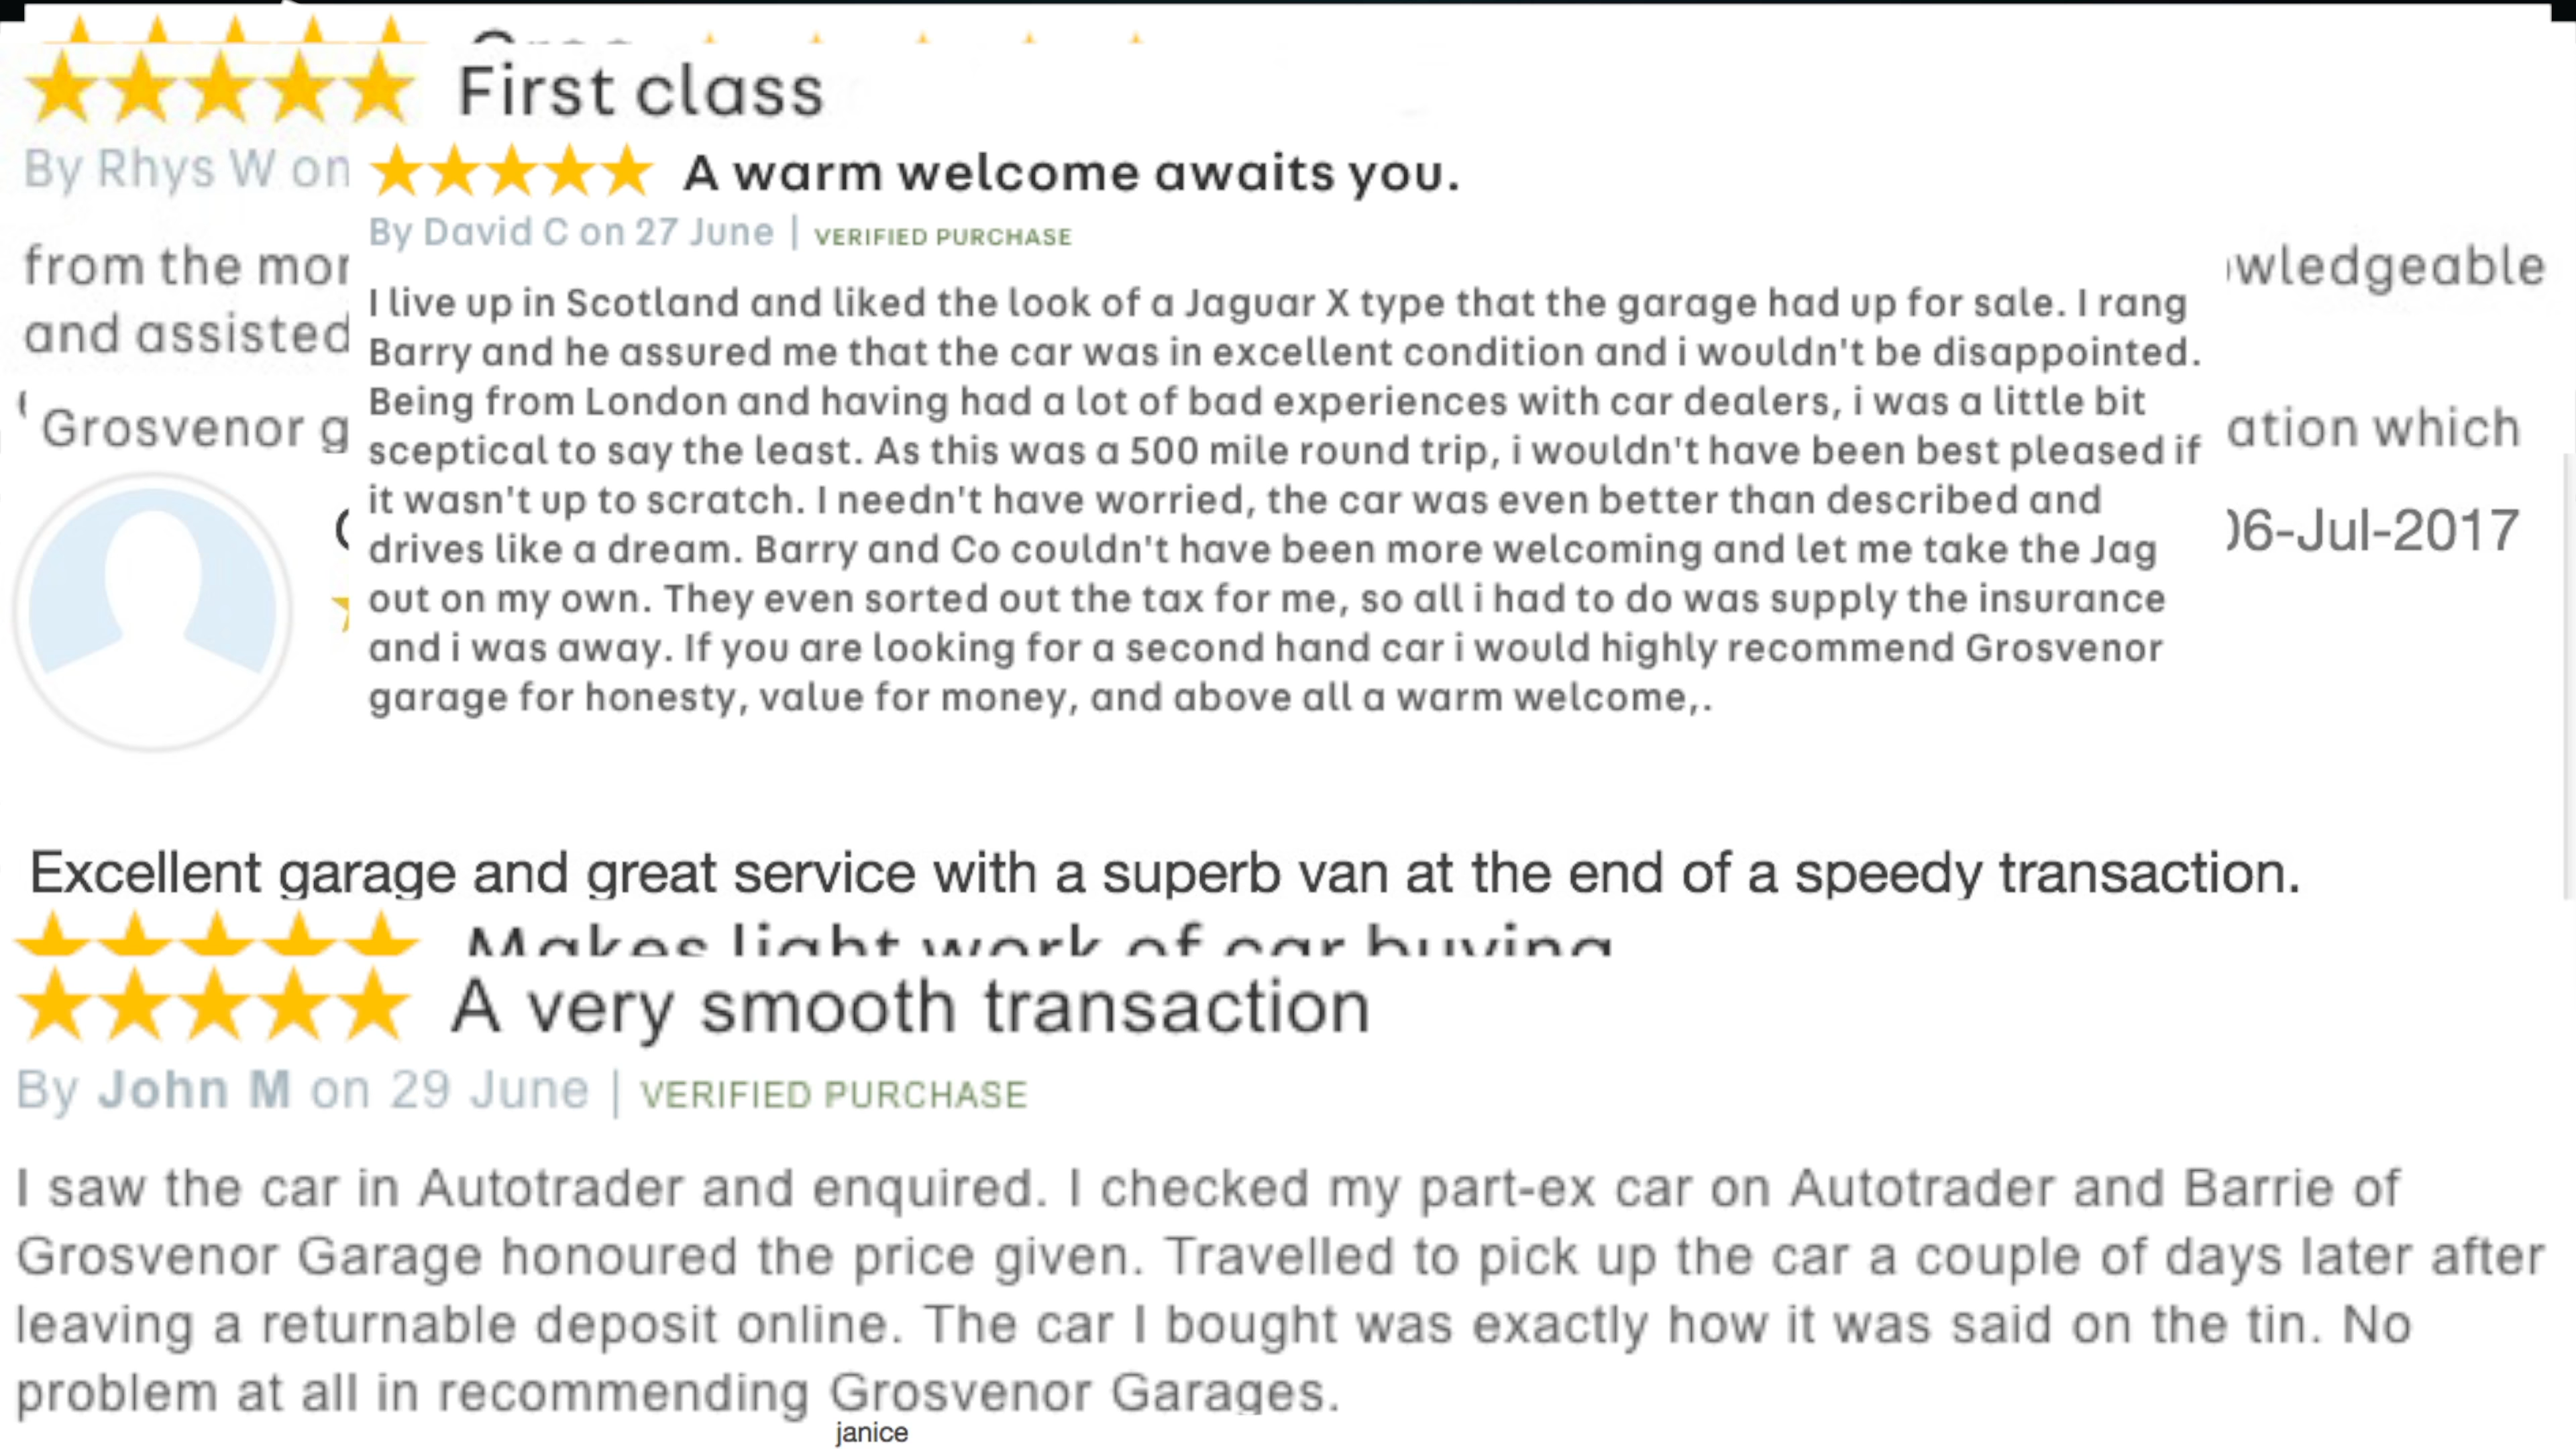 First class
By Rhys W on
A warm welcome awaits you.
By David C on 27 June | VERIFIED PURCHASE
from the
wledgeable
and assisted
I live up in Scotland and liked the look of a Jaguar X type that the garage had up for sale. I rang
Barry and he assured me that the car was in excellent condition and i wouldn't be disappointed.
Being from London and having had a lot of bad experiences with car dealers, i was a little bit
sceptical to say the least. As this was a 500 mile round trip, i wouldn't have been best pleased if
it wasn't up to scratch. I needn't have worried, the car was even better than described and
drives like a dream. Barry and Co couldn't have been more welcoming and let me take the Jag
out on my own. They even sorted out the tax for me, so all i had to do was supply the insurance
and i was away. If you are looking for a second hand car i would highly recommend Grosvenor
garage for honesty, value for money, and above all a warm welcome,.
Grosvenor g
ation which
06-Jul-2017
Excellent garage and great service with a superb van at the end of a speedy transaction.
Makes light work of car buying
A very smooth transaction
By John M on 29 June | VERIFIED PURCHASE
I saw the car in Autotrader and enquired. I checked my part-ex car on Autotrader and Barrie of
Grosvenor Garage honoured the price given. Travelled to pick up the car a couple of days later after
leaving a returnable deposit online. The car I bought was exactly how it was said on the tin. No
problem at all in recommending Grosvenor Garages.
janice